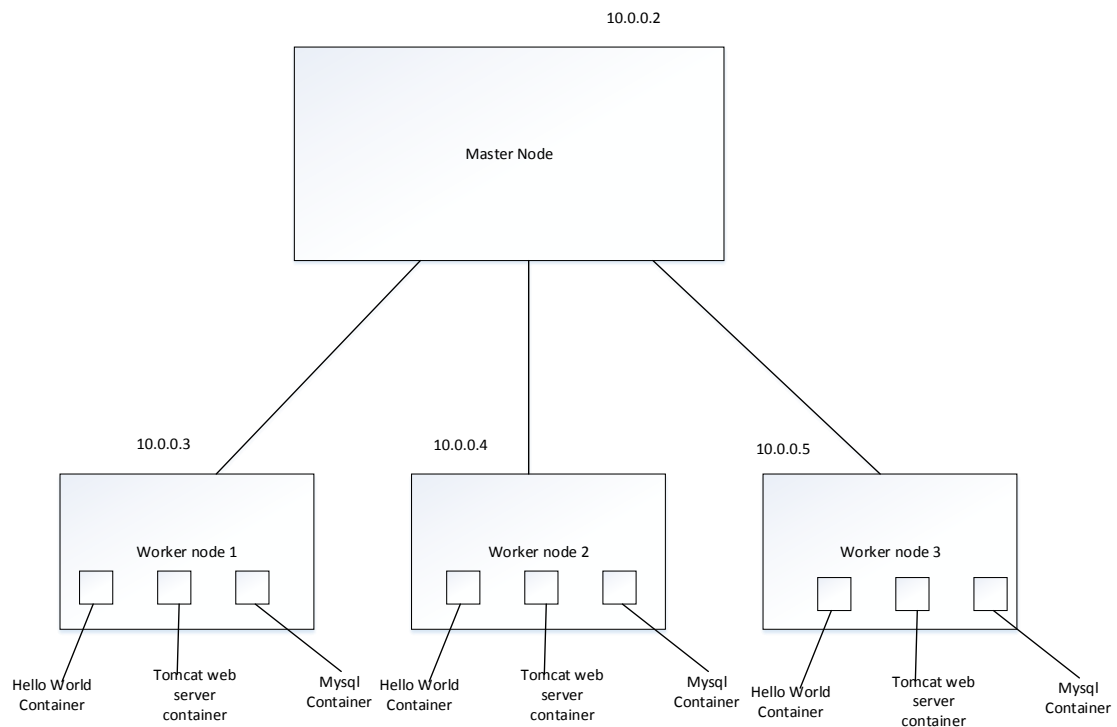 10.0.0.2
Master Node
10.0.0.3
10.0.0.4
10.0.0.5
Worker node 1
Worker node 2
Worker node 3
Hello World
Container
Tomcat web
server
container
Mysql
Container
Hello World
Container
Tomcat web
server
container
Mysql
Container
Hello World
Container
Tomcat web
server
container
Mysql
Container